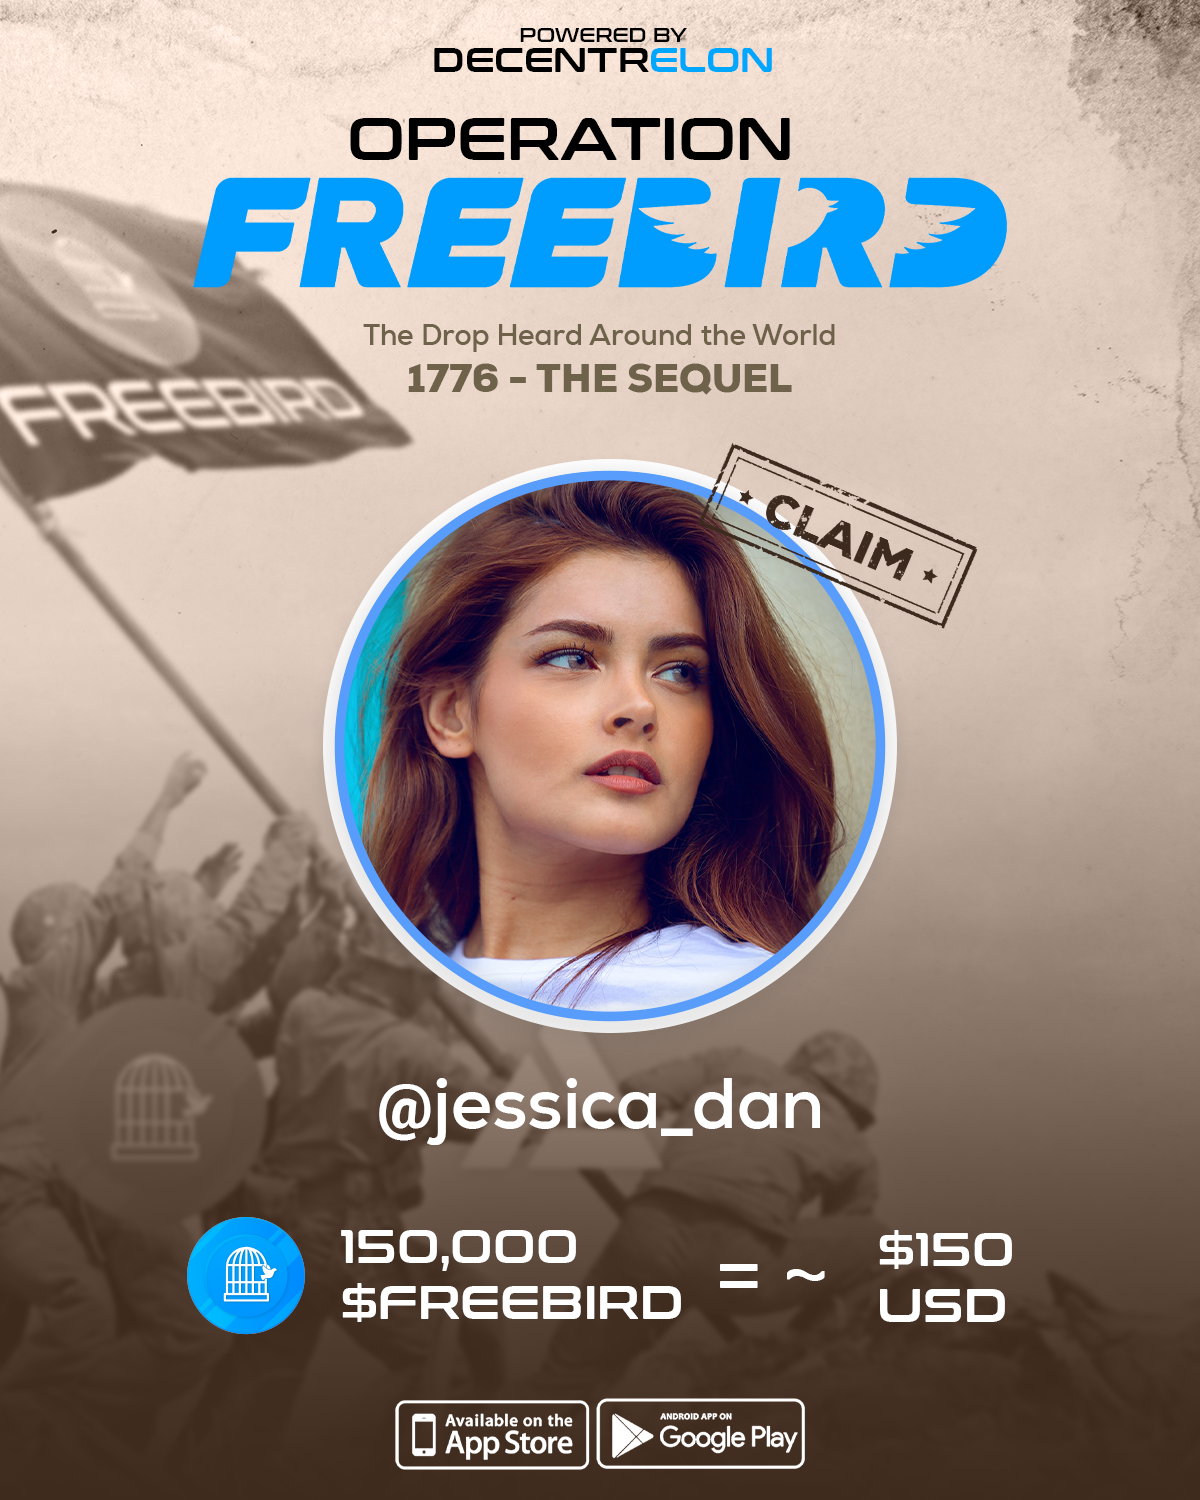 POWERED BY
DECENTRELON
OPERATION
FREEBIRD
The Drop Heard Around the World
1776 - THE SEQUEL
FREEBIRD
CLAIM
@jessica_dan
150,000
$FREEBIRD
= ~
$150
USD
Available on the
App Store
ANDROID APP ON
Google Play